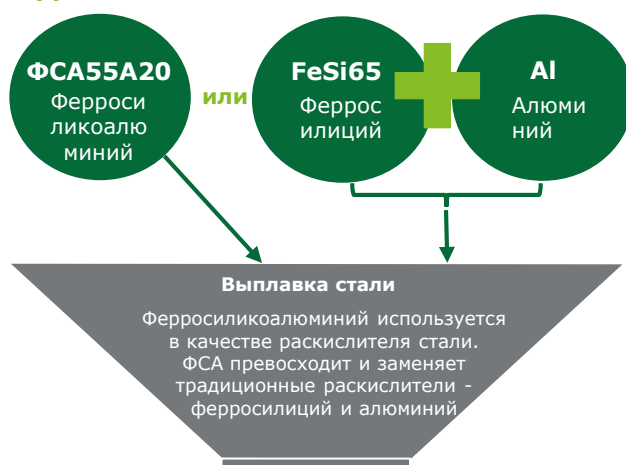 ФСА55А20
Ферроси
ликоалю
миний
или
FeSi65
Феррос
илиций
Al
Алюми
ний
Выплавка стали
Ферросиликоалюминий используется
в качестве раскислителя стали.
ФСА превосходит и заменяет
традиционные раскислители -
ферросилиций и алюминий